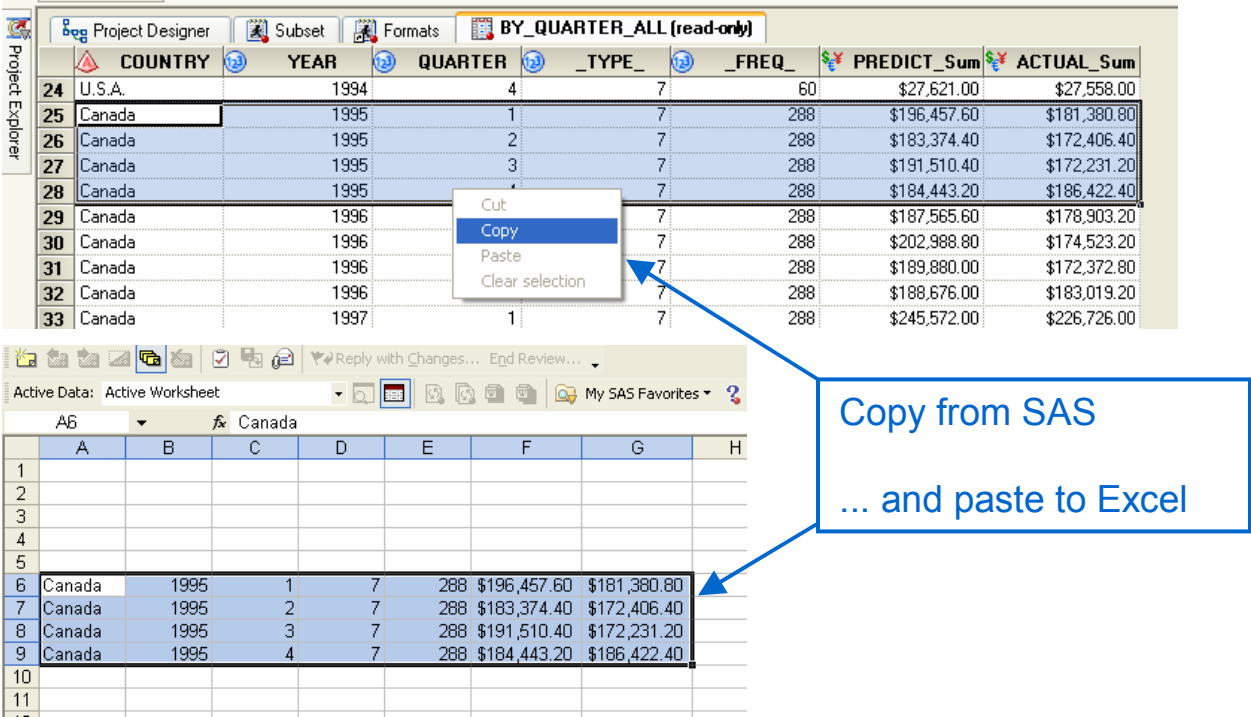 Project Explorer
Project Designer Subset Formats BY_QUARTER_ALL (read-only)
COUNTRY YEAR QUARTER _TYPE_ _FREQ_ PREDICT_Sum ACTUAL_Sum
24 U.S.A. 1994 4 7 60 $27,621.00 $27,558.00
25 Canada 1995 1 7 288 $196,457.60 $181,380.80
26 Canada 1995 2 7 288 $183,374.40 $172,406.40
27 Canada 1995 3 7 288 $191,510.40 $172,231.20
28 Canada 1995 7 288 $184,443.20 $186,422.40
29 Canada 1996 7 288 $187,565.60 $178,903.20
30 Canada 1996 7 288 $202,988.80 $174,523.20
31 Canada 1996 7 288 $189,880.00 $172,372.80
32 Canada 1996 7 288 $188,676.00 $183,019.20
33 Canada 1997 1 7 288 $245,572.00 $226,726.00
Cut
Copy
Paste
Clear selection
Reply with Changes... End Review...
Active Data: Active Worksheet My SAS Favorites
A6 fx Canada
A B C D E F G H
1
2
3
4
5
6 Canada 1995 1 7 288 $196,457.60 $181,380.80
7 Canada 1995 2 7 288 $183,374.40 $172,406.40
8 Canada 1995 3 7 288 $191,510.40 $172,231.20
9 Canada 1995 4 7 288 $184,443.20 $186,422.40
10
11
Copy from SAS
... and paste to Excel